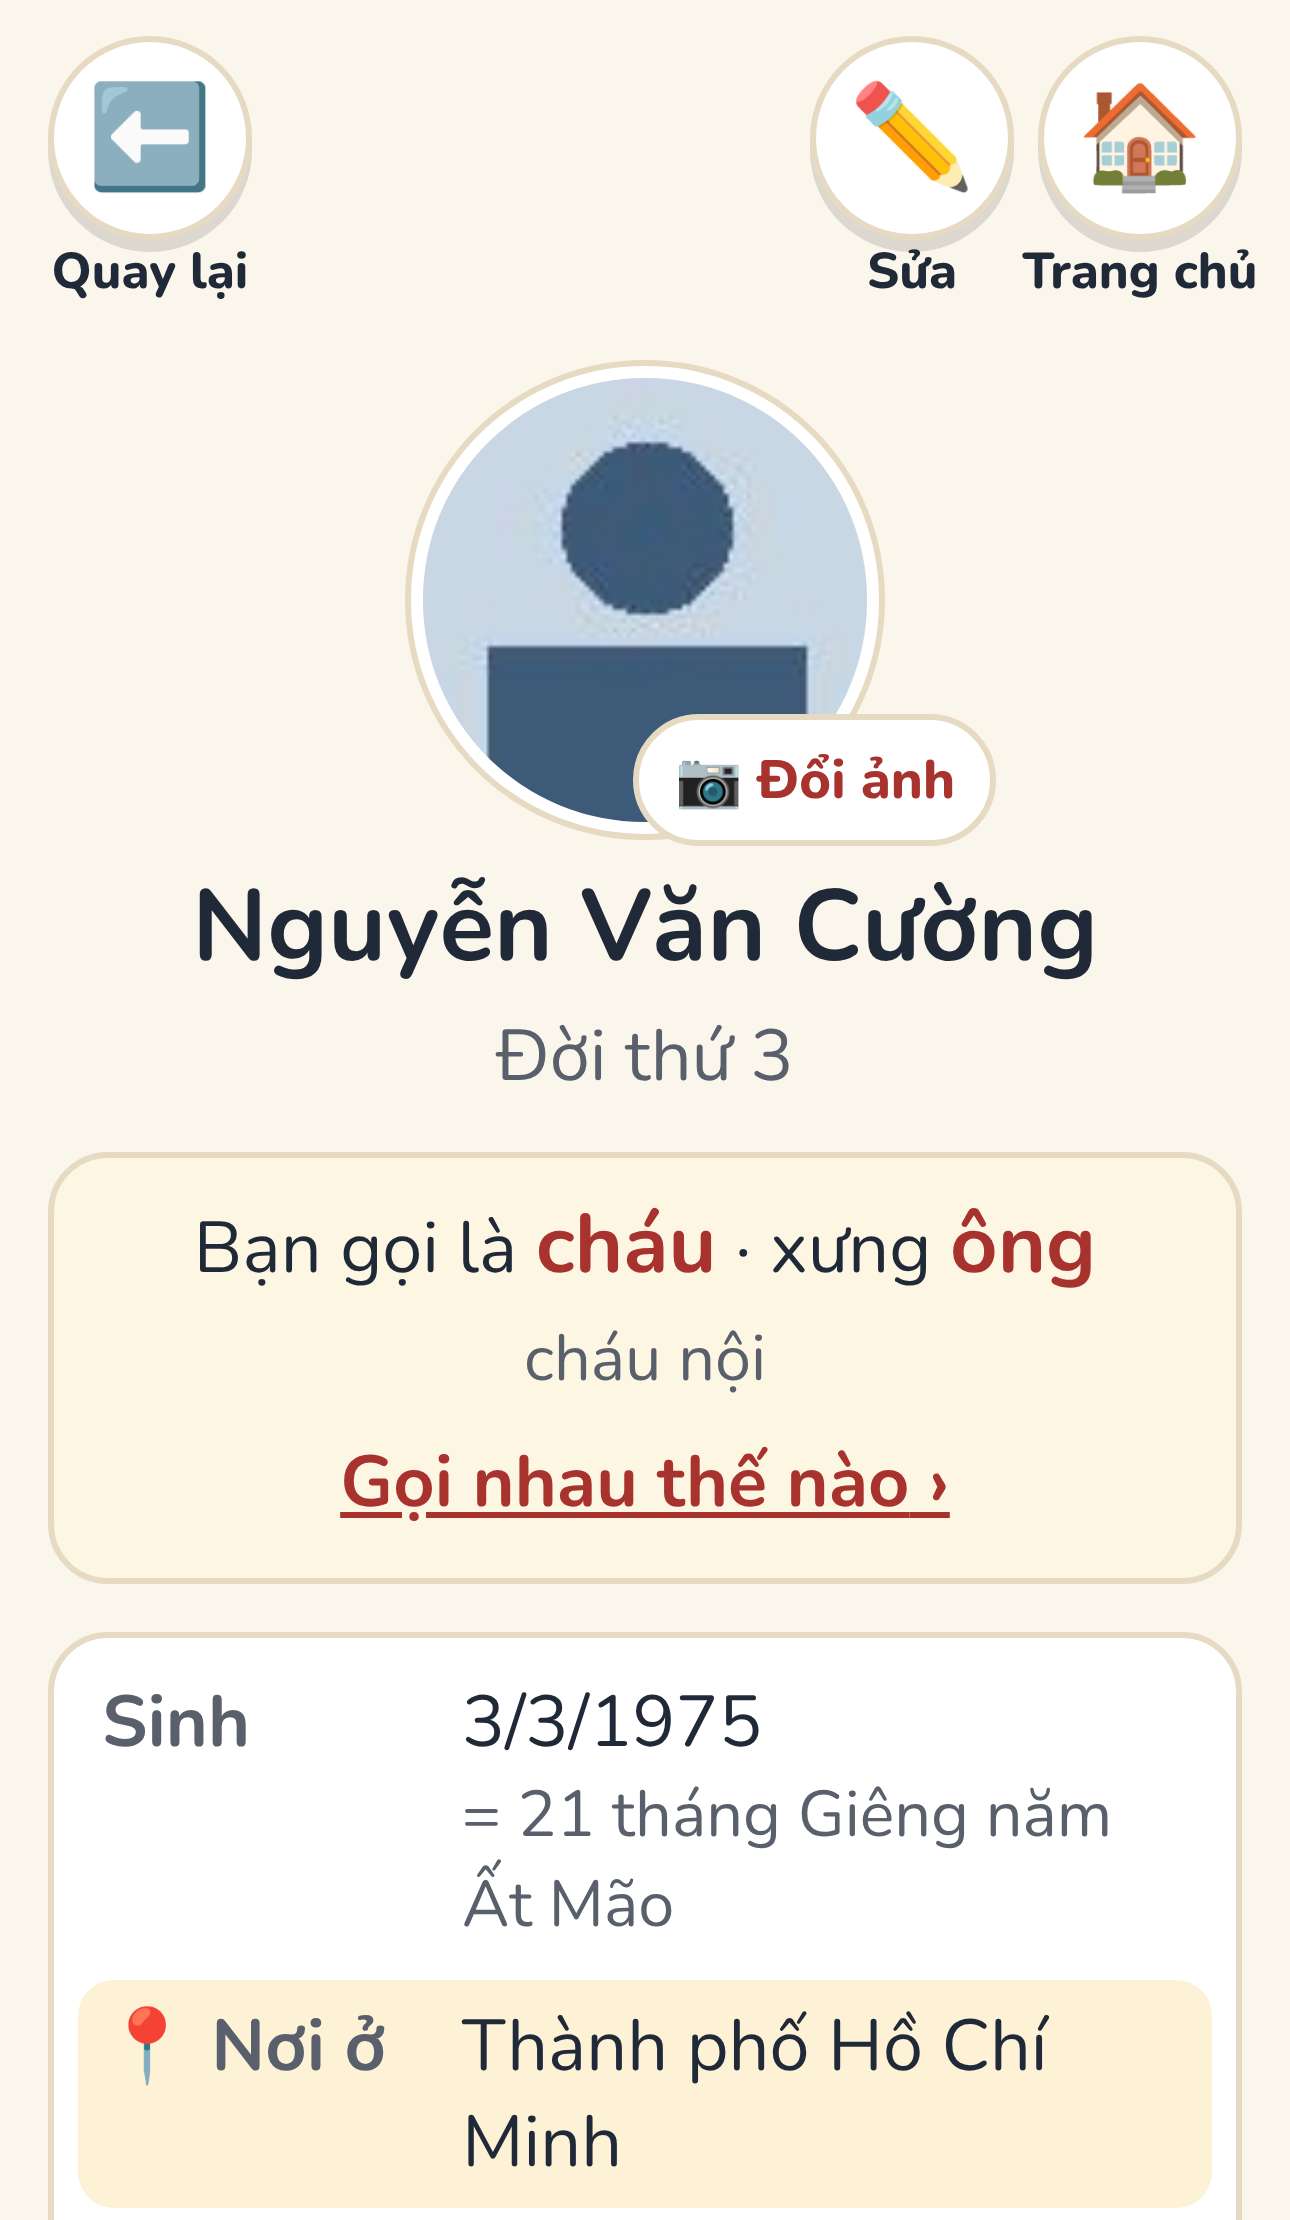 Quay lại
Sửa
Trang chủ
Đổi ảnh
Nguyễn Văn Cường
Đời thứ 3
Bạn gọi là cháu · xưng ông
cháu nội
Gọi nhau thế nào ›
Sinh
3/3/1975
= 21 tháng Giêng năm
Ất Mão
Nơi ở
Thành phố Hồ Chí
Minh